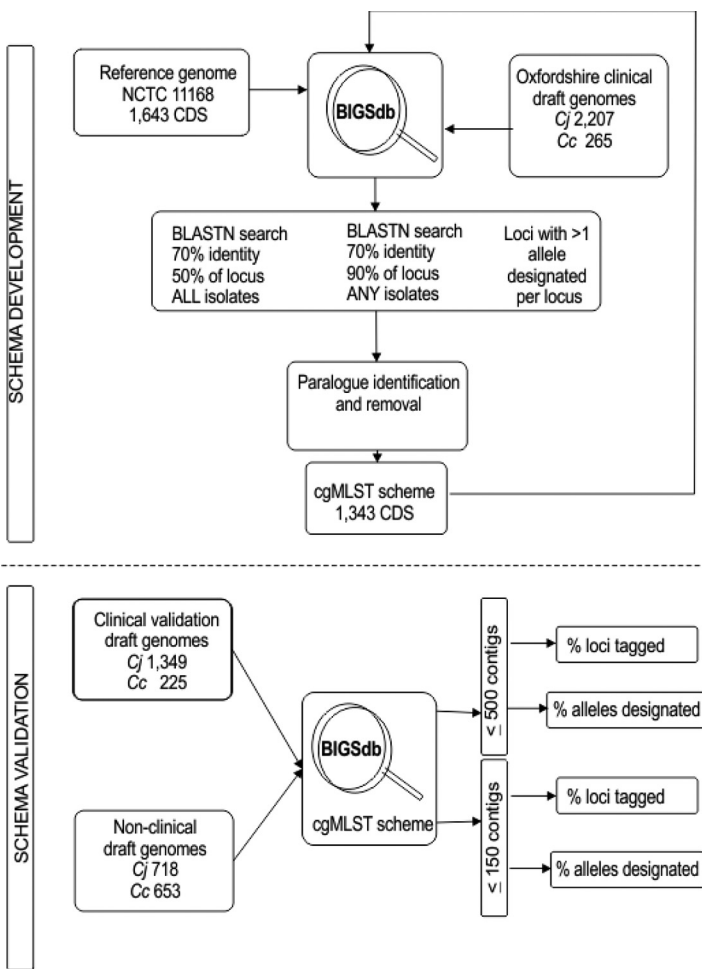 SCHEMA DEVELOPMENT
Reference genome
NCTC 11168
1,643 CDS
BIGSdb
Oxfordshire clinical
draft genomes
Cj 2,207
Cc 265
BLASTN search
70% identity
50% of locus
ALL isolates
BLASTN search
70% identity
90% of locus
ANY isolates
Loci with >1
allele
designated
per locus
Paralogue identification
and removal
cgMLST scheme
1,343 CDS
SCHEMA VALIDATION
Clinical validation
draft genomes
Cj 1,349
Cc 225
Non-clinical
draft genomes
Cj 718
Cc 653
BIGSdb
cgMLST scheme
≤ 500 contigs
% loci tagged
% alleles designated
≤ 150 contigs
% loci tagged
% alleles designated